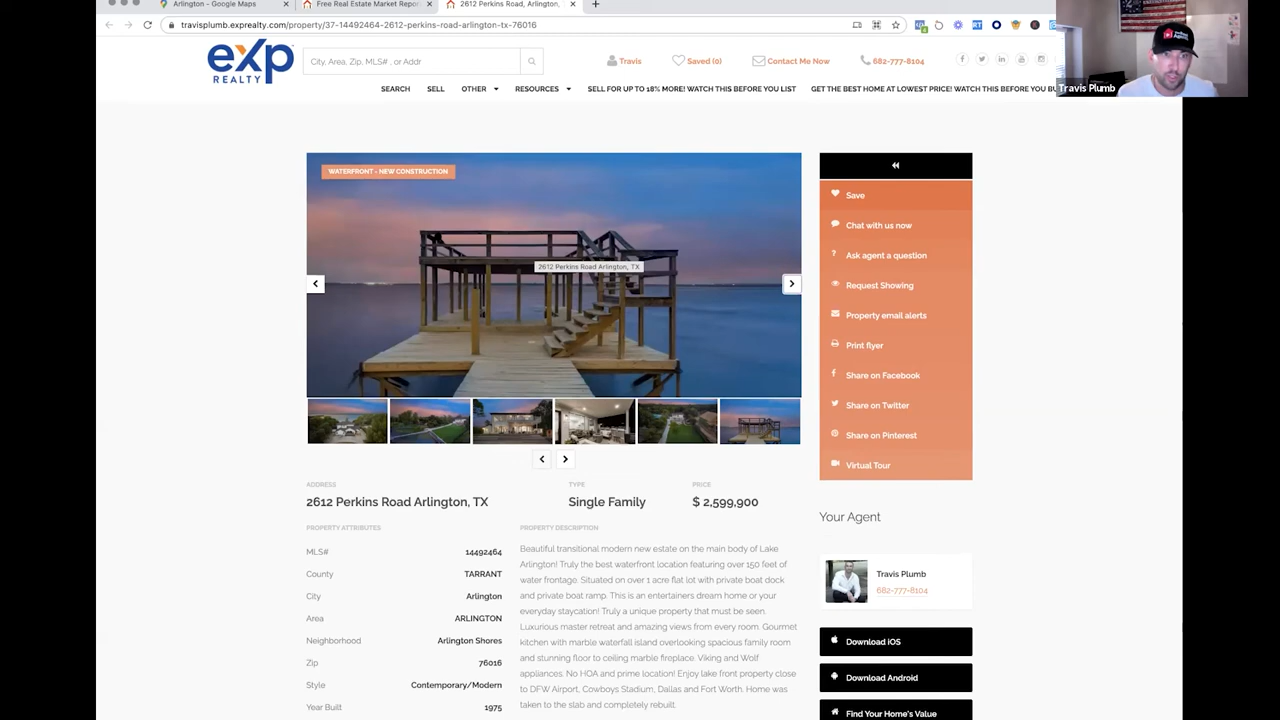 Arlington - Google Maps
Free Real Estate Market Repor
2612 Perkins Road, Arlington,
travisplumb.exprealty.com/property/37-14492464-2612-perkins-road-arlington-tx-76016
exp
REALTY
City, Area, Zip, MLS# , or Addr
Travis
Saved (0)
Contact Me Now
682-777-8104
SEARCH
SELL
OTHER
RESOURCES
SELL FOR UP TO 18% MORE! WATCH THIS BEFORE YOU LIST
GET THE BEST HOME AT LOWEST PRICE! WATCH THIS BEFORE YOU BU
Travis Plumb
WATERFRONT - NEW CONSTRUCTION
2612 Perkins Road Arlington, TX
Save
Chat with us now
Ask agent a question
Request Showing
Property email alerts
Print flyer
Share on Facebook
Share on Twitter
Share on Pinterest
Virtual Tour
ADDRESS
2612 Perkins Road Arlington, TX
TYPE
Single Family
PRICE
$ 2,599,900
PROPERTY ATTRIBUTES
MLS# 14492464
County TARRANT
City Arlington
Area ARLINGTON
Neighborhood Arlington Shores
Zip 76016
Style Contemporary/Modern
Year Built 1975
PROPERTY DESCRIPTION
Beautiful transitional modern new estate on the main body of Lake
Arlington! Truly the best waterfront location featuring over 150 feet of
water frontage. Situated on over 1 acre flat lot with private boat dock
and private boat ramp. This is an entertainers dream home or your
everyday staycation! Truly a unique property that must be seen.
Luxurious master retreat and amazing views from every room. Gourmet
kitchen with marble waterfall island overlooking spacious family room
and stunning floor to ceiling marble fireplace. Viking and Wolf
appliances. No HOA and prime location! Enjoy lake front property close
to DFW Airport, Cowboys Stadium, Dallas and Fort Worth. Home was
taken to the slab and completely rebuilt.
Your Agent
Travis Plumb
682-777-8104
Download iOS
Download Android
Find Your Home's Value